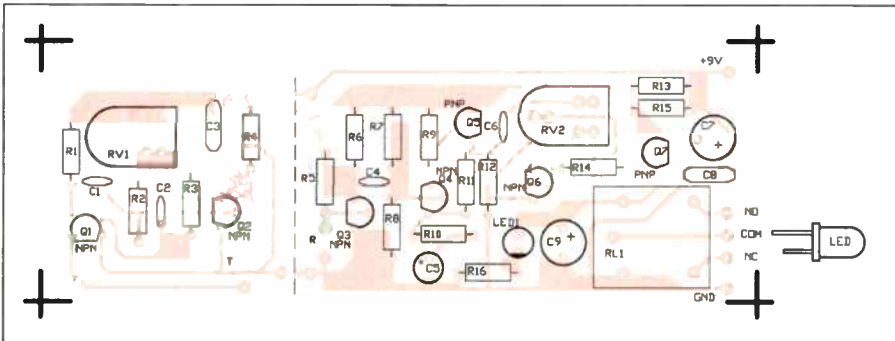 +9V
R13
R15
C7
+
PNP
Q5
C6
RV2
C3
R4
R6
R7
R9
R1
RV1
Q7
PNP
C8
R14
NPN
Q4
R11
R12
NPN
Q6
R5
C4
C1
R2
C2
R3
Q2
NPN
Q1
NPN
T
R
Q3
NPN
R8
R10
LED1
C9
+
C5
+
R16
RL1
NO
COM
NC
GND
LED